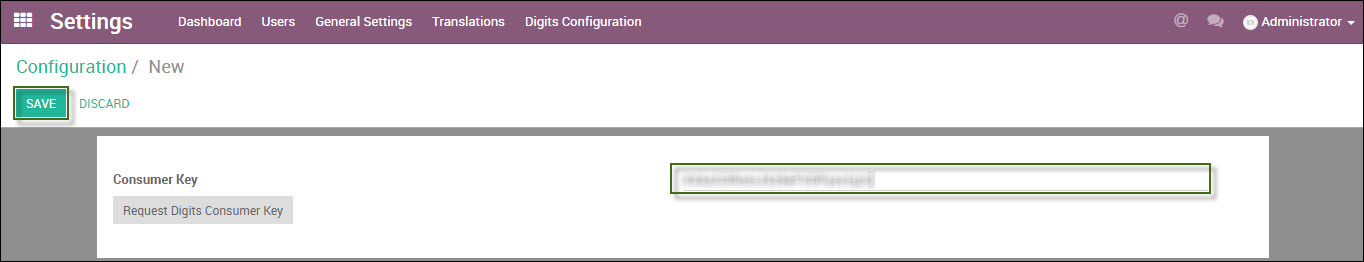 Settings Dashboard Users General Settings Translations Digits Configuration @ Administrator
Configuration / New
SAVE DISCARD
Consumer Key
Request Digits Consumer Key